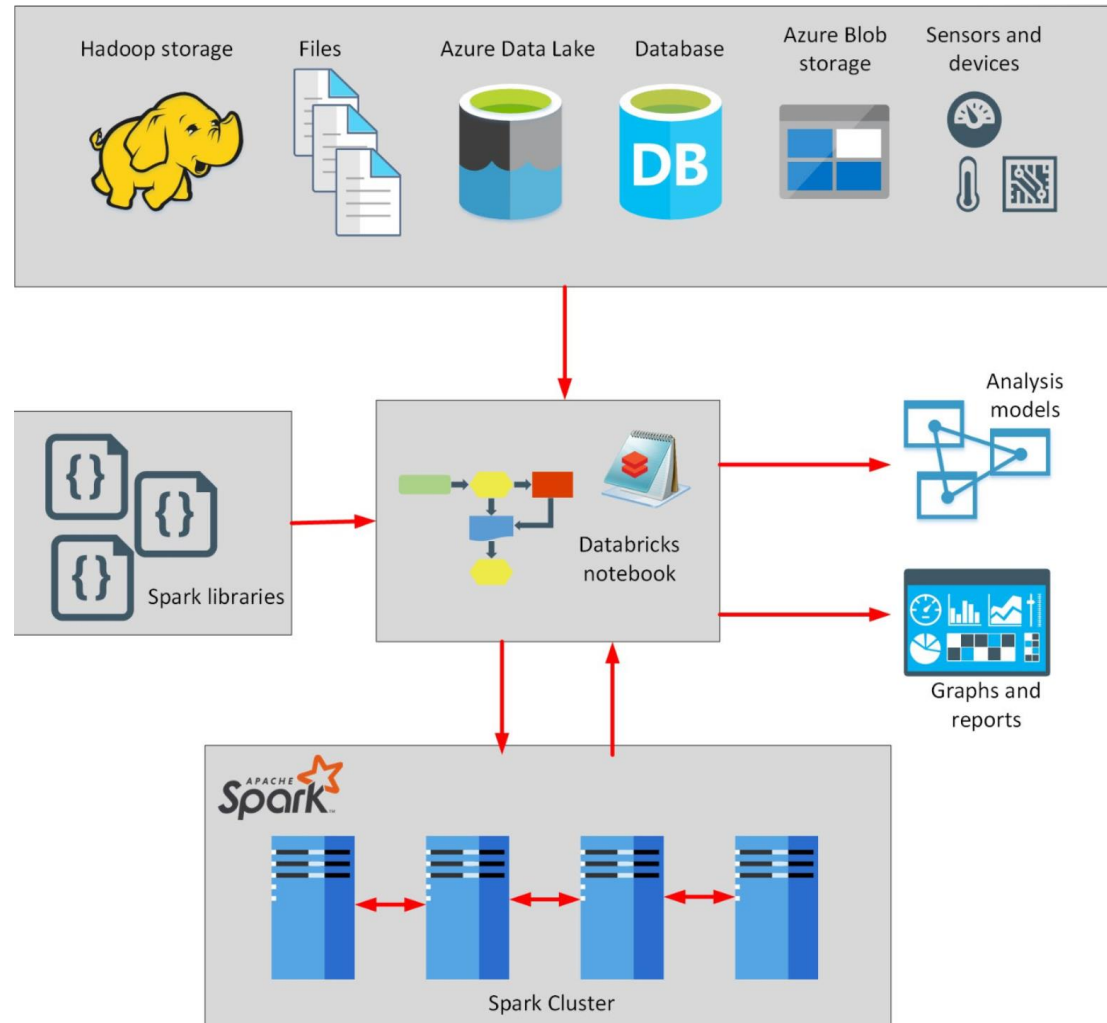 Hadoop storage
Files
Azure Data Lake
Database
Azure Blob
storage
Sensors and
devices
DB
Analysis
models
{}
{}
{}
Spark libraries
Databricks
notebook
Graphs and
reports
APACHE
Spark™
Spark Cluster